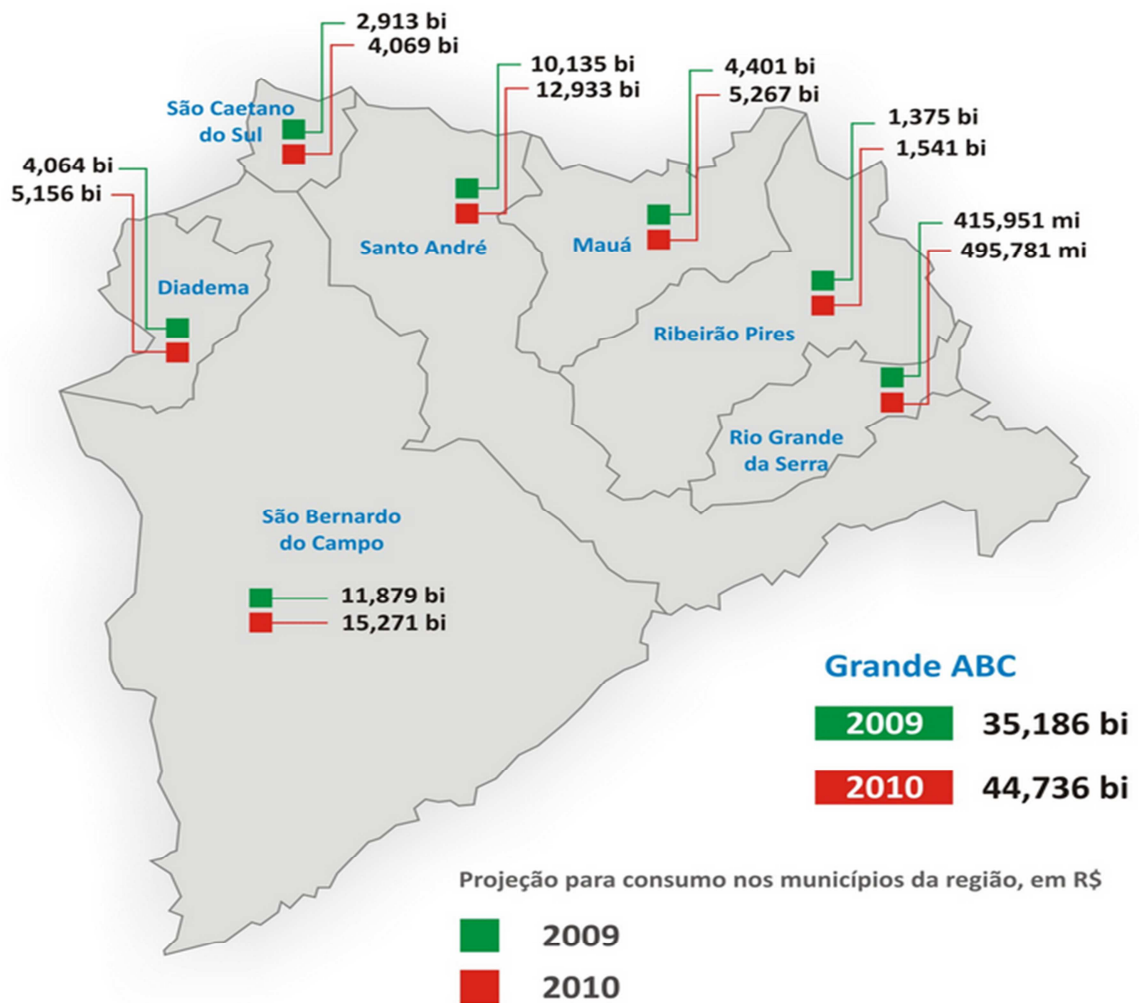 2,913 bi
4,069 bi
São Caetano
do Sul
10,135 bi
12,933 bi
Santo André
4,401 bi
5,267 bi
Mauá
1,375 bi
1,541 bi
Ribeirão Pires
415,951 mi
495,781 mi
Rio Grande
da Serra
4,064 bi
5,156 bi
Diadema
São Bernardo
do Campo
11,879 bi
15,271 bi
Grande ABC
2009 35,186 bi
2010 44,736 bi
Projeção para consumo nos municípios da região, em R$
2009
2010